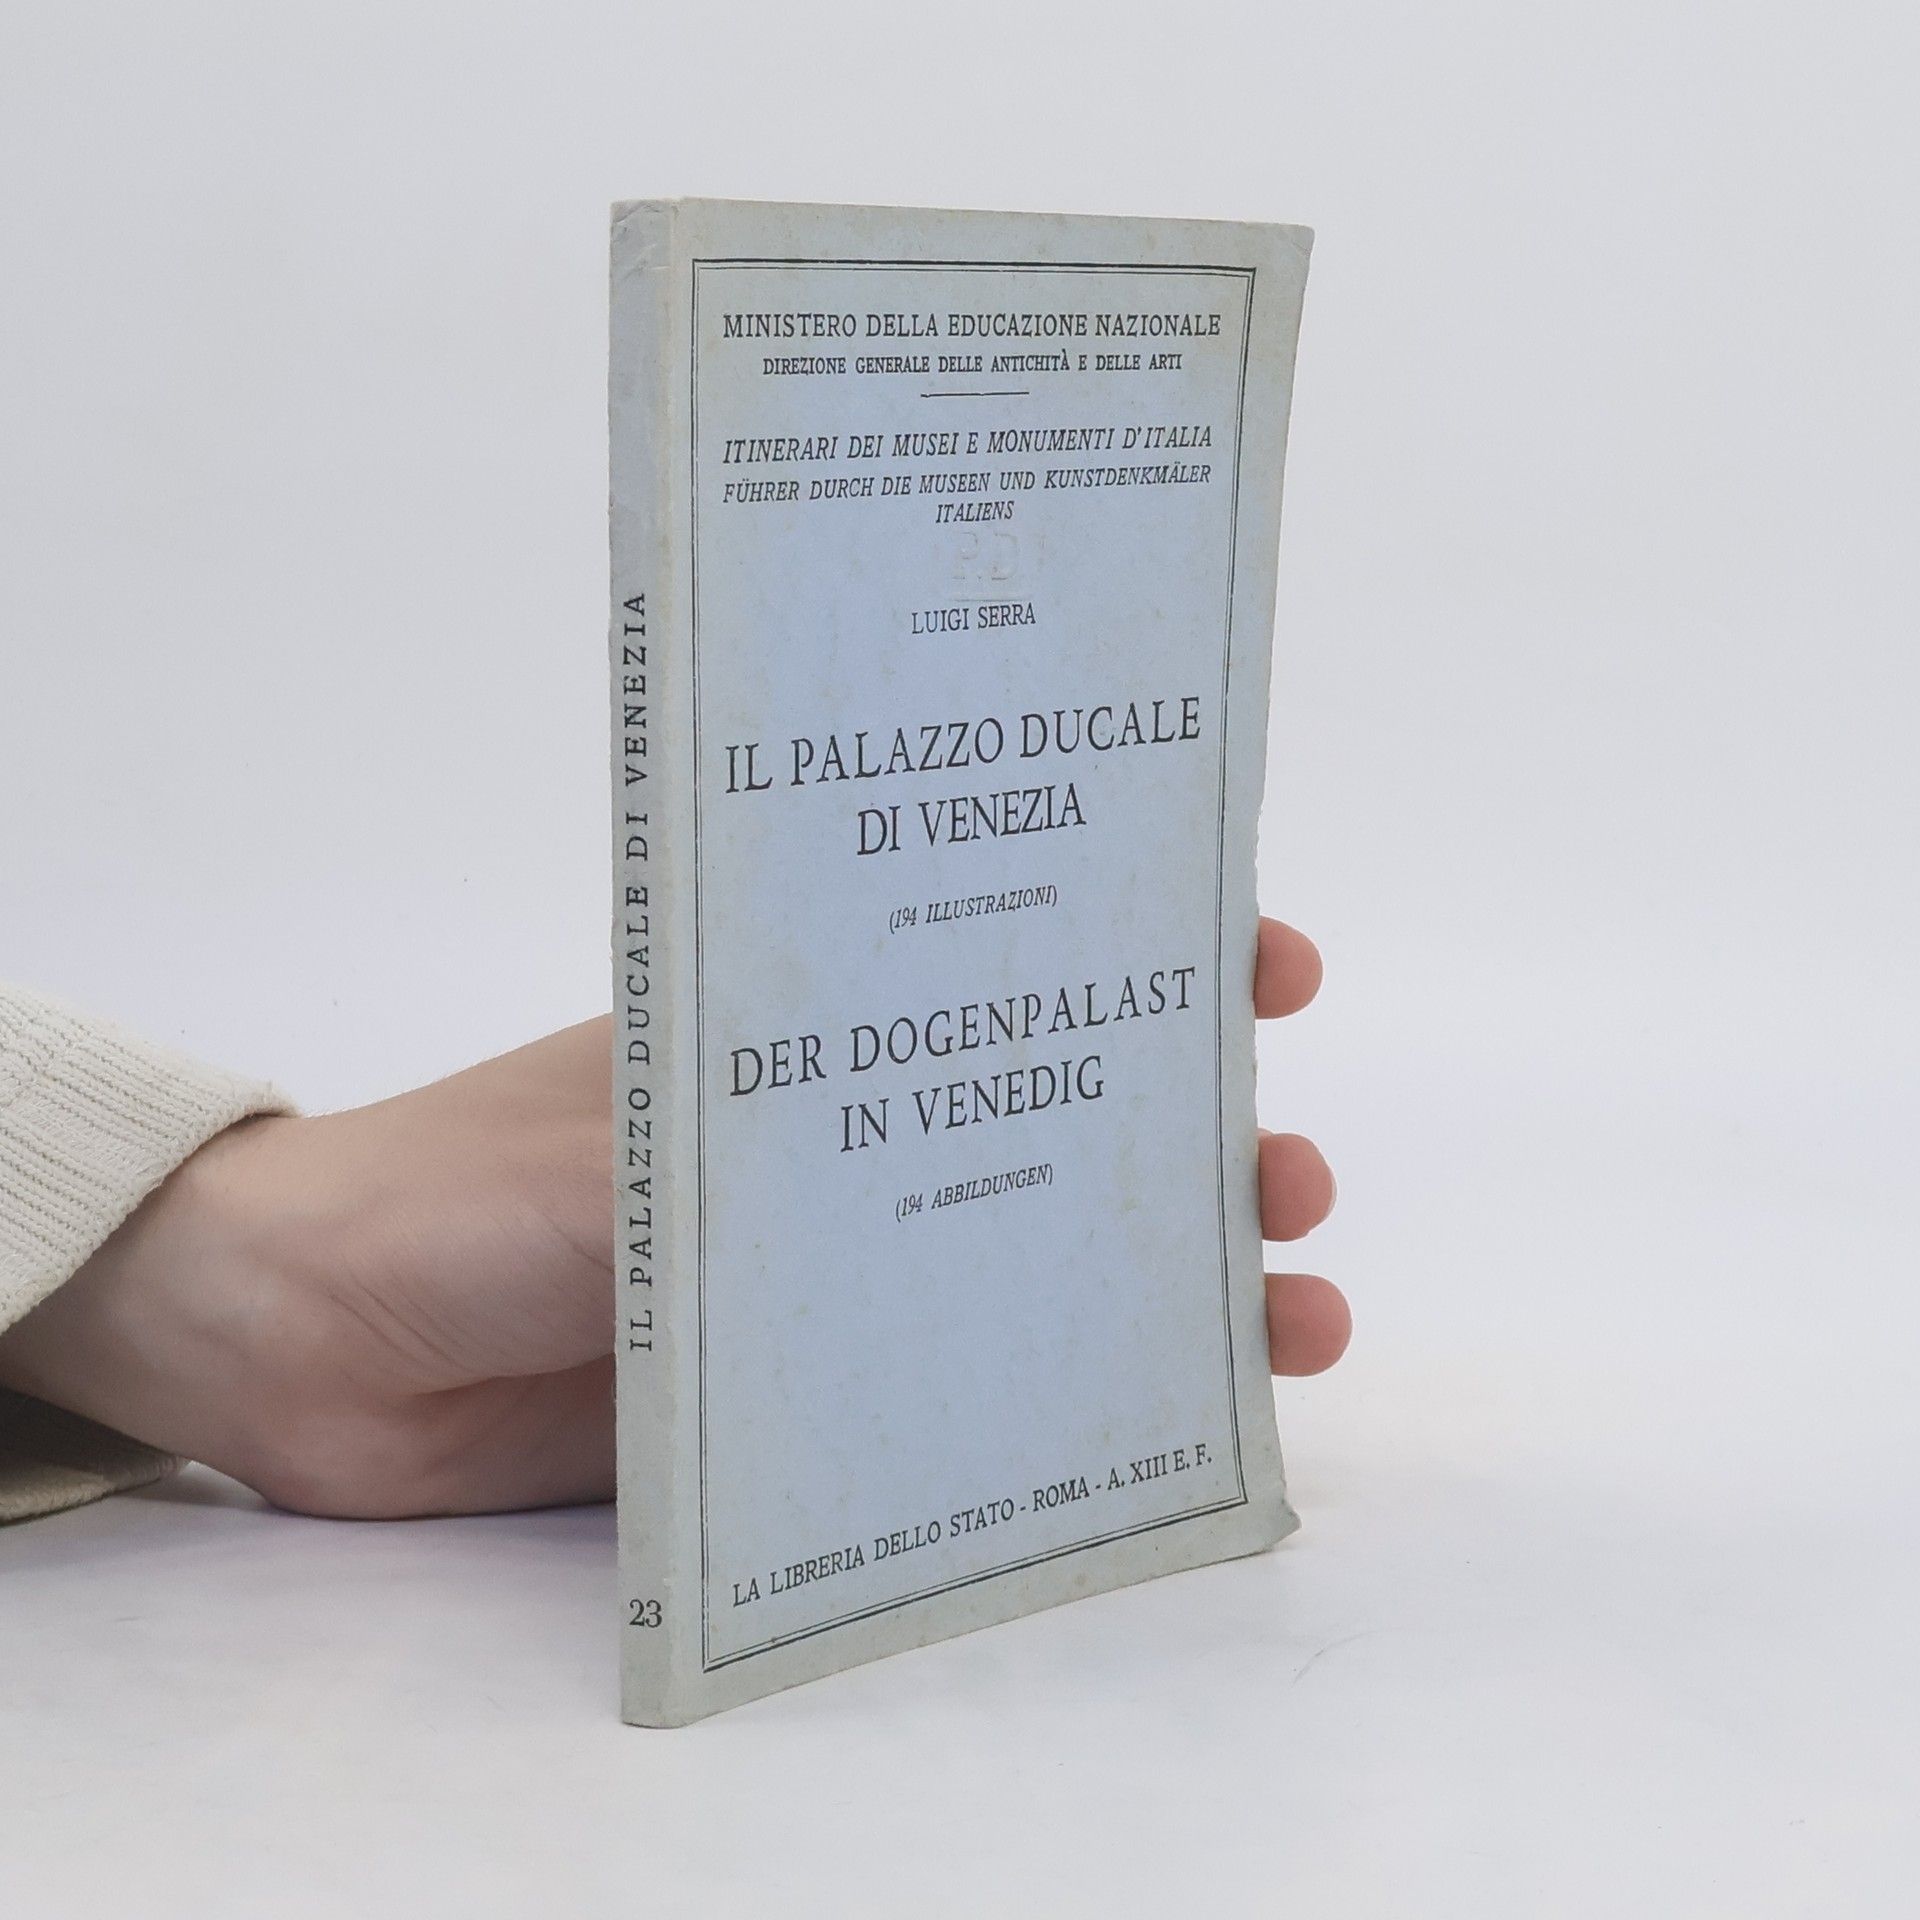 MINISTERO DELLA EDUCAZIONE NAZIONALE
DIREZIONE GENERALE DELLE ANTICHITÀ E DELLE ARTI
ITINERARI DEI MUSEI E MONUMENTI D'ITALIA
FÜHRER DURCH DIE MUSEEN UND KUNSTDENKMÄLER
ITALIENS
LUIGI SERRA
IL PALAZZO DUCALE
DI VENEZIA
(194 ILLUSTRAZIONI)
DER DOGENPALAST
IN VENEDIG
(194 ABBILDUNGEN)
LA LIBRERIA DELLO STATO - ROMA - A. XIII E. F.
IL PALAZZO DUCALE DI VENEZIA
23